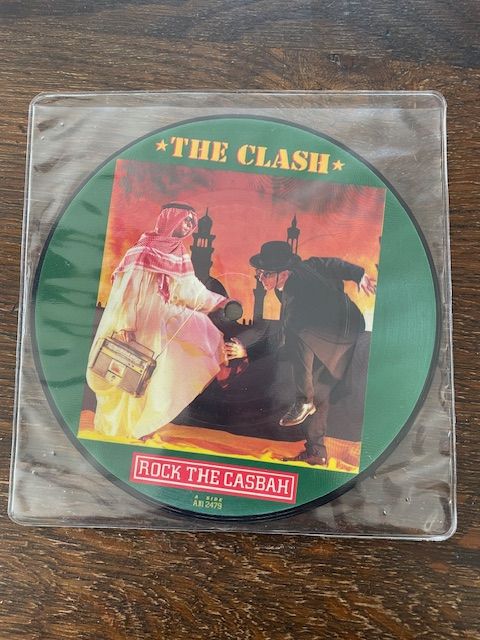 ★THE CLASH★
ROCK THE CASBAH
A SIDE
A11 2479